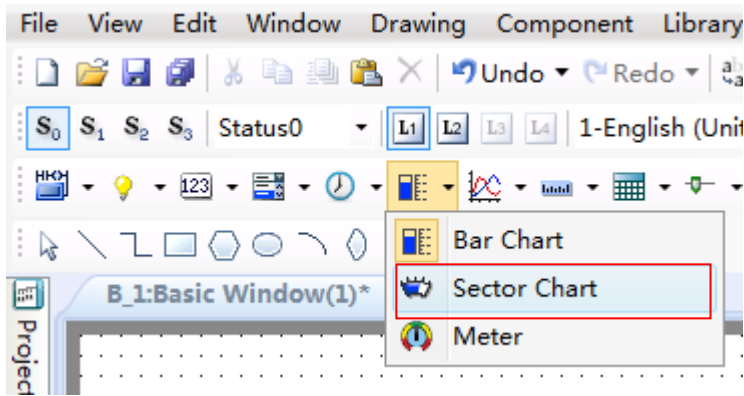 File View Edit Window Drawing Component Library
Undo Redo
S0 S1 S2 S3 Status0 L1 L2 L3 L4 1-English (Unit
123
Bar Chart
B_1:Basic Window(1)* Sector Chart
Meter
Project